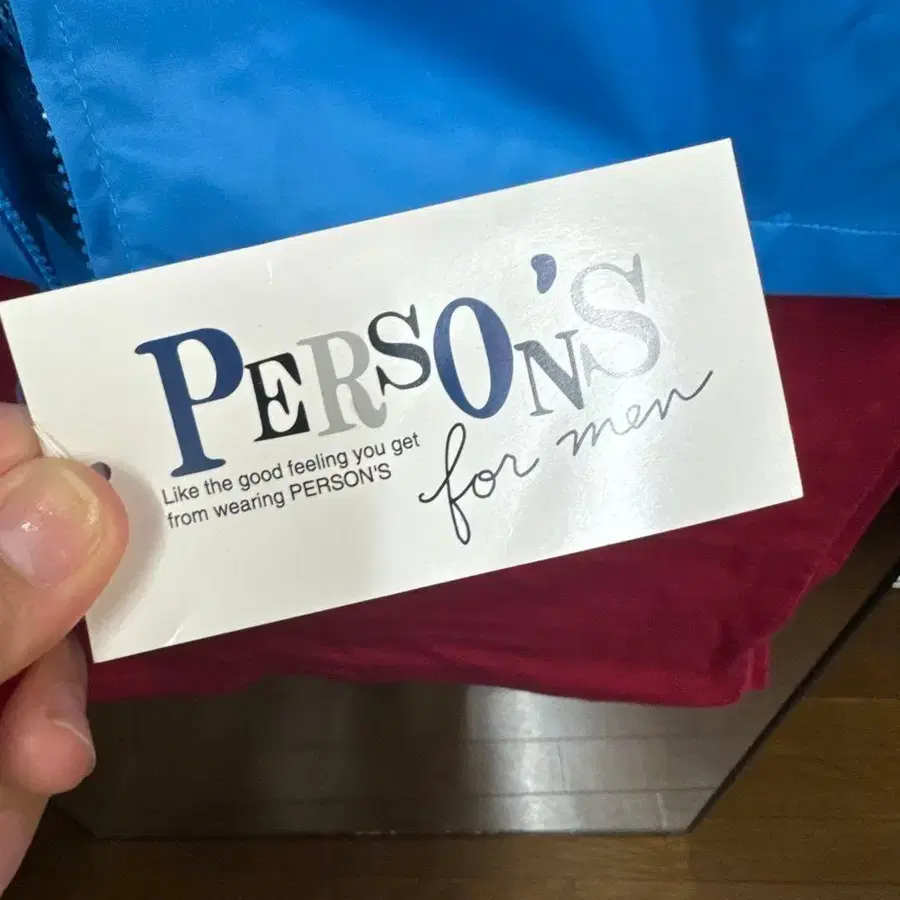 PERSON'S
for men
Like the good feeling you get
from wearing PERSON'S